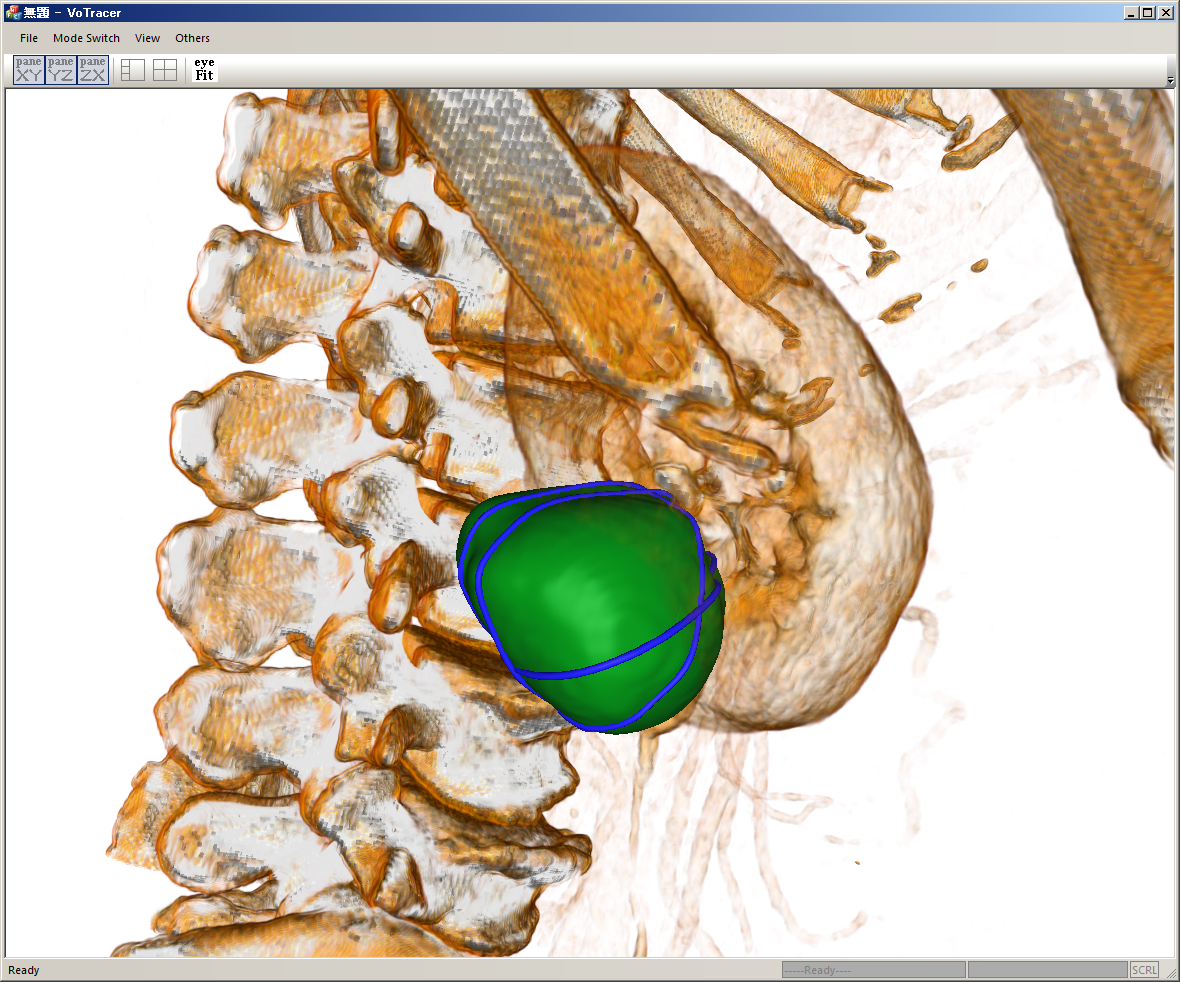 無題 - VoTracer
File Mode Switch View Others
pane XY pane YZ pane ZX eye Fit
Ready ----Ready---- SCRL